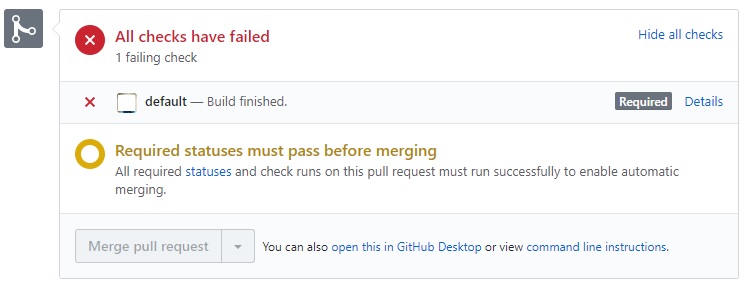 All checks have failed
Hide all checks
1 failing check
default — Build finished.
Required
Details
Required statuses must pass before merging
All required statuses and check runs on this pull request must run successfully to enable automatic
merging.
Merge pull request
You can also open this in GitHub Desktop or view command line instructions.